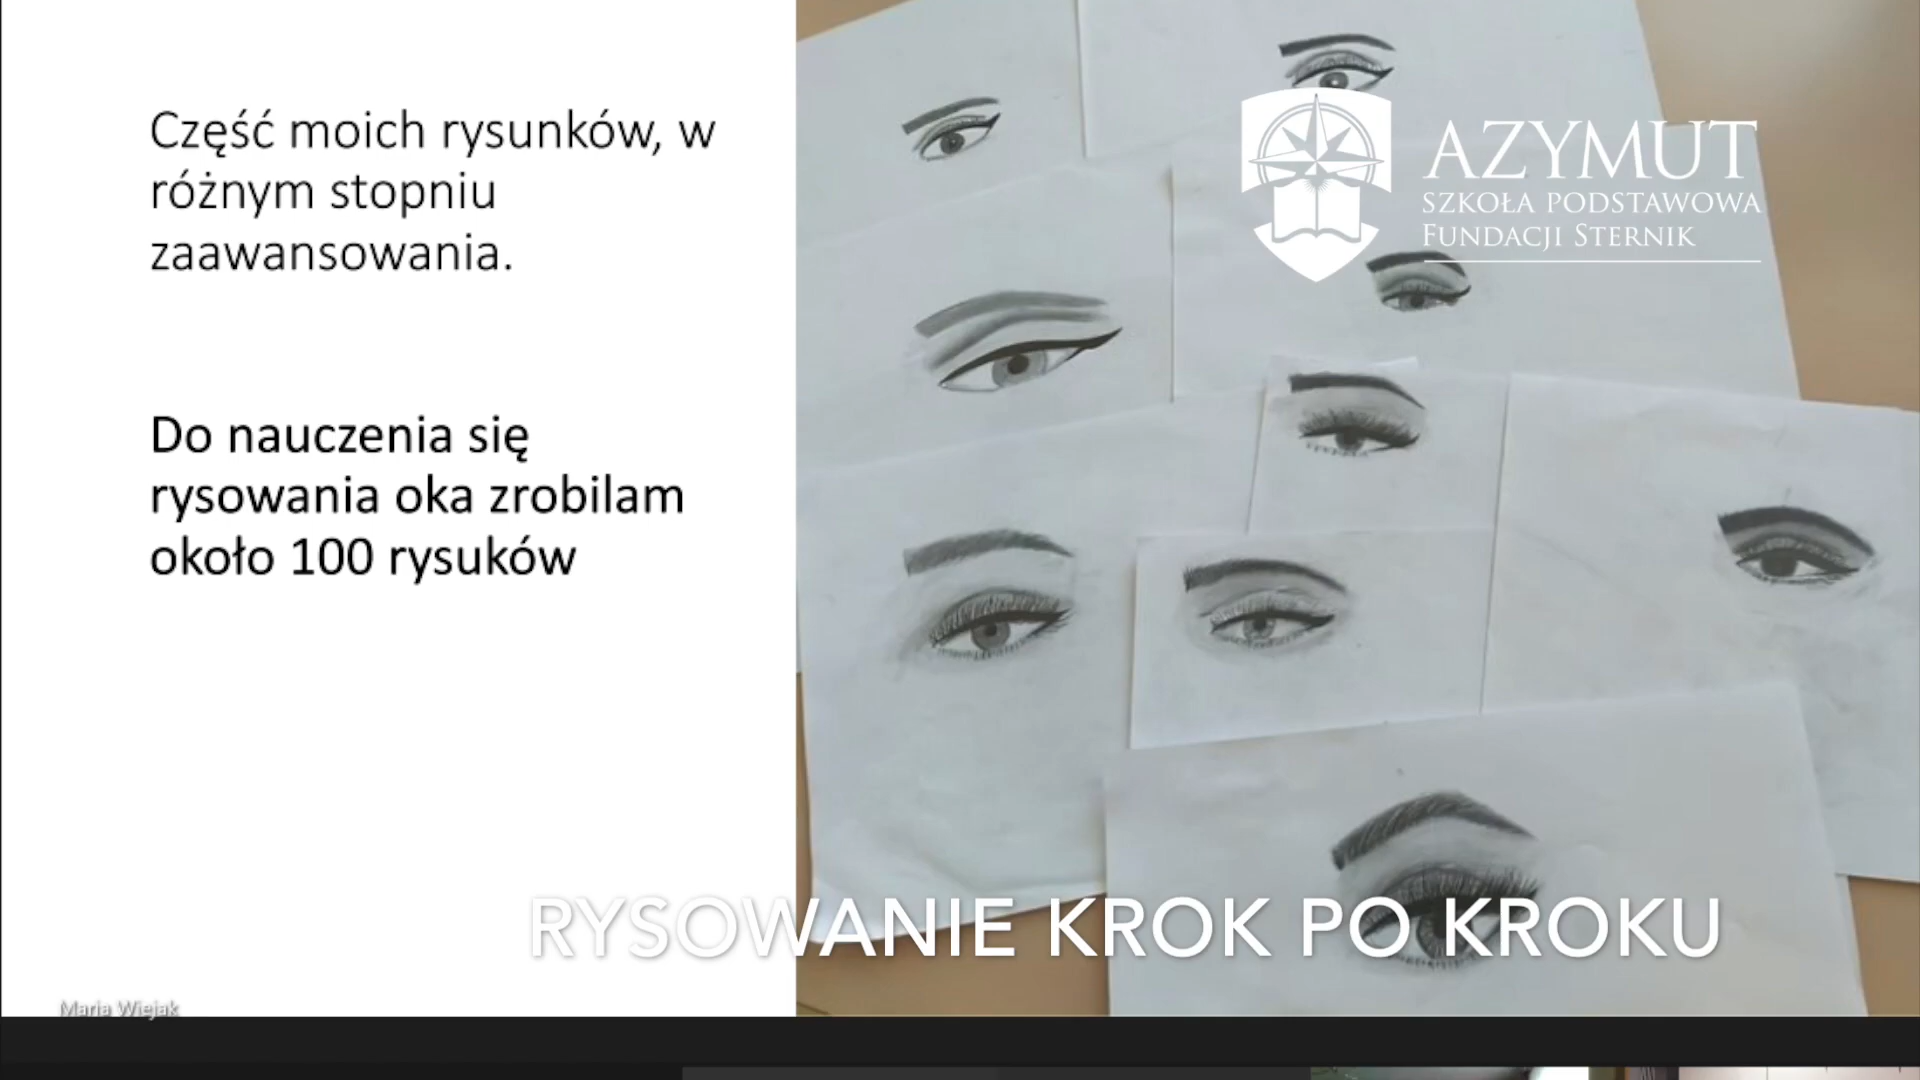 Część moich rysunków, w
różnym stopniu
zaawansowania.
Do nauczenia się
rysowania oka zrobilam
około 100 rysuków
AZYMUT
SZKOŁA PODSTAWOWA
FUNDACJI STERNIK
RYSOWANIE KROK PO KROKU
Maria Wiejak